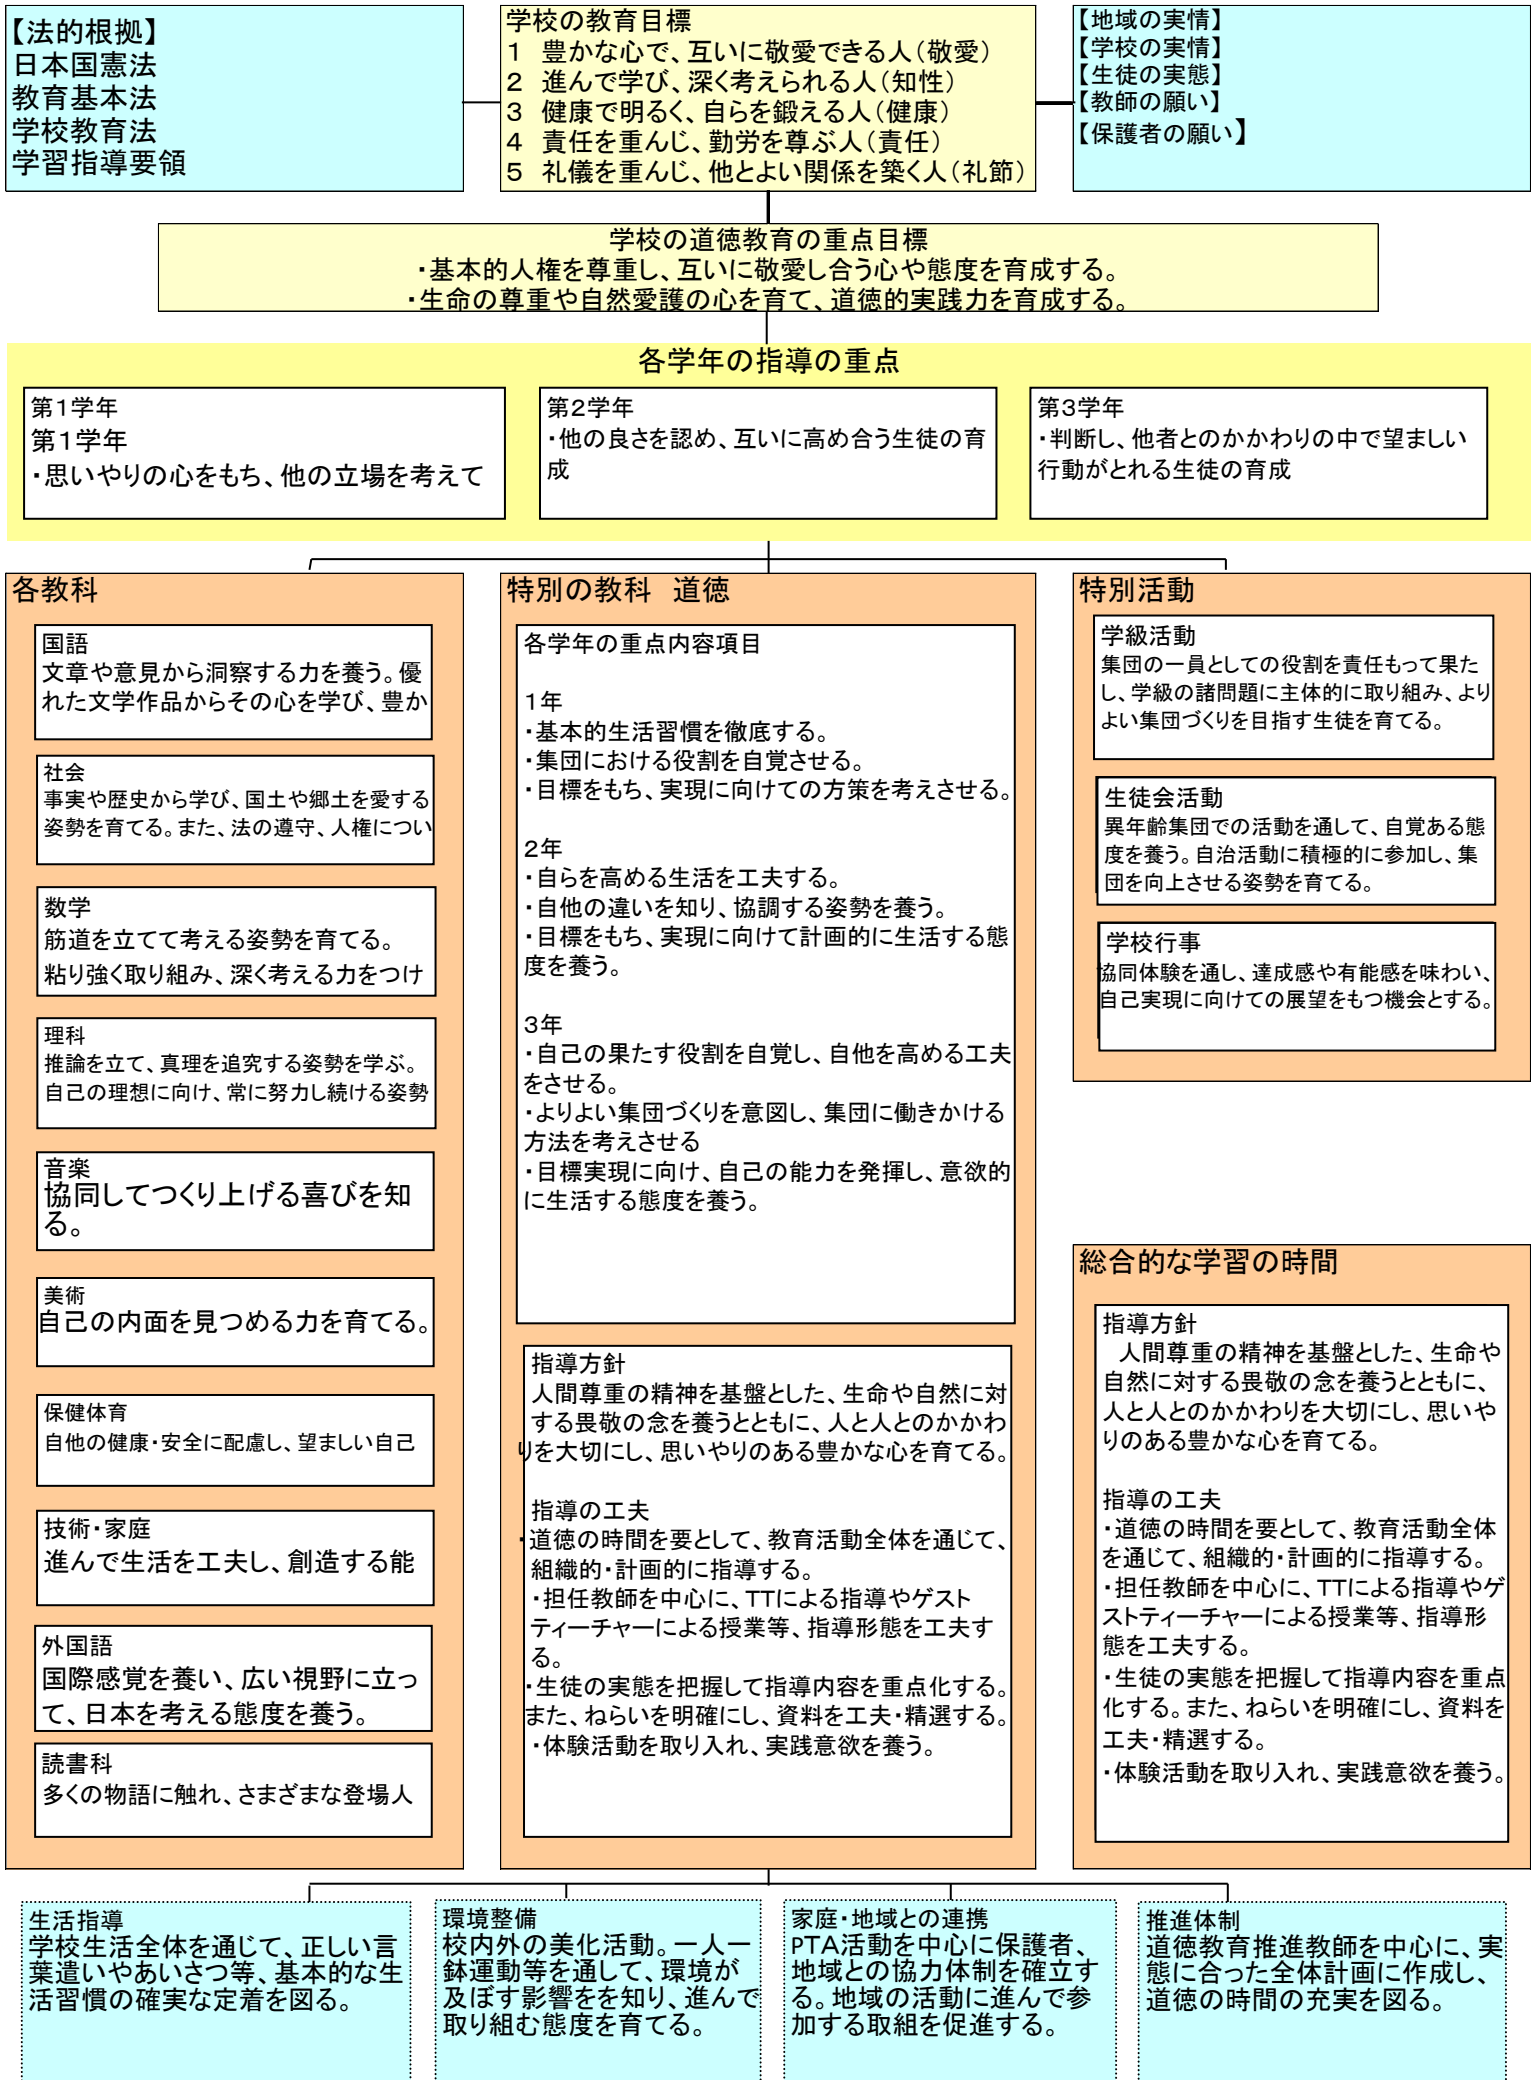 【法的根拠】
日本国憲法
教育基本法
学校教育法
学習指導要領
学校の教育目標
1　豊かな心で、互いに敬愛できる人（敬愛）
2　進んで学び、深く考えられる人（知性）
3　健康で明るく、自らを鍛える人（健康）
4　責任を重んじ、勤労を尊ぶ人（責任）
5　礼儀を重んじ、他とよい関係を築く人（礼節）
【地域の実情】
【学校の実情】
【生徒の実態】
【教師の願い】
【保護者の願い】
学校の道徳教育の重点目標
・基本的人権を尊重し、互いに敬愛し合う心や態度を育成する。
・生命の尊重や自然愛護の心を育て、道徳的実践力を育成する。
各学年の指導の重点
第1学年
第1学年
・思いやりの心をもち、他の立場を考えて
第2学年
・他の良さを認め、互いに高め合う生徒の育
成
第3学年
・判断し、他者とのかかわりの中で望ましい
行動がとれる生徒の育成
各教科
国語
文章や意見から洞察する力を養う。優
れた文学作品からその心を学び、豊か
社会
事実や歴史から学び、国土や郷土を愛する
姿勢を育てる。また、法の遵守、人権につい
数学
筋道を立てて考える姿勢を育てる。
粘り強く取り組み、深く考える力をつけ
理科
推論を立て、真理を追究する姿勢を学ぶ。
自己の理想に向け、常に努力し続ける姿勢
音楽
協同してつくり上げる喜びを知
る。
美術
自己の内面を見つめる力を育てる。
保健体育
自他の健康・安全に配慮し、望ましい自己
技術・家庭
進んで生活を工夫し、創造する能
外国語
国際感覚を養い、広い視野に立っ
て、日本を考える態度を養う。
読書科
多くの物語に触れ、さまざまな登場人
特別の教科　道徳
各学年の重点内容項目
1年
・基本的生活習慣を徹底する。
・集団における役割を自覚させる。
・目標をもち、実現に向けての方策を考えさせる。
2年
・自らを高める生活を工夫する。
・自他の違いを知り、協調する姿勢を養う。
・目標をもち、実現に向けて計画的に生活する態
度を養う。
3年
・自己の果たす役割を自覚し、自他を高める工夫
をさせる。
・よりよい集団づくりを意図し、集団に働きかける
方法を考えさせる
・目標実現に向け、自己の能力を発揮し、意欲的
に生活する態度を養う。
指導方針
人間尊重の精神を基盤とした、生命や自然に対
する畏敬の念を養うとともに、人と人とのかかわ
りを大切にし、思いやりのある豊かな心を育てる。
指導の工夫
・道徳の時間を要として、教育活動全体を通じて、
組織的・計画的に指導する。
・担任教師を中心に、TTによる指導やゲスト
ティーチャーによる授業等、指導形態を工夫す
る。
・生徒の実態を把握して指導内容を重点化する。
また、ねらいを明確にし、資料を工夫・精選する。
・体験活動を取り入れ、実践意欲を養う。
特別活動
学級活動
集団の一員としての役割を責任もって果た
し、学級の諸問題に主体的に取り組み、より
よい集団づくりを目指す生徒を育てる。
生徒会活動
異年齢集団での活動を通して、自覚ある態
度を養う。自治活動に積極的に参加し、集
団を向上させる姿勢を育てる。
学校行事
協同体験を通し、達成感や有能感を味わい、
自己実現に向けての展望をもつ機会とする。
総合的な学習の時間
指導方針
人間尊重の精神を基盤とした、生命や
自然に対する畏敬の念を養うとともに、
人と人とのかかわりを大切にし、思いや
りのある豊かな心を育てる。
指導の工夫
・道徳の時間を要として、教育活動全体
を通じて、組織的・計画的に指導する。
・担任教師を中心に、TTによる指導やゲ
ストティーチャーによる授業等、指導形
態を工夫する。
・生徒の実態を把握して指導内容を重点
化する。また、ねらいを明確にし、資料を
工夫・精選する。
・体験活動を取り入れ、実践意欲を養う。
生活指導
学校生活全体を通じて、正しい言
葉遣いやあいさつ等、基本的な生
活習慣の確実な定着を図る。
環境整備
校内外の美化活動。一人一
鉢運動等を通して、環境が
及ぼす影響をを知り、進んで
取り組む態度を育てる。
家庭・地域との連携
PTA活動を中心に保護者、
地域との協力体制を確立す
る。地域の活動に進んで参
加する取組を促進する。
推進体制
道徳教育推進教師を中心に、実
態に合った全体計画に作成し、
道徳の時間の充実を図る。